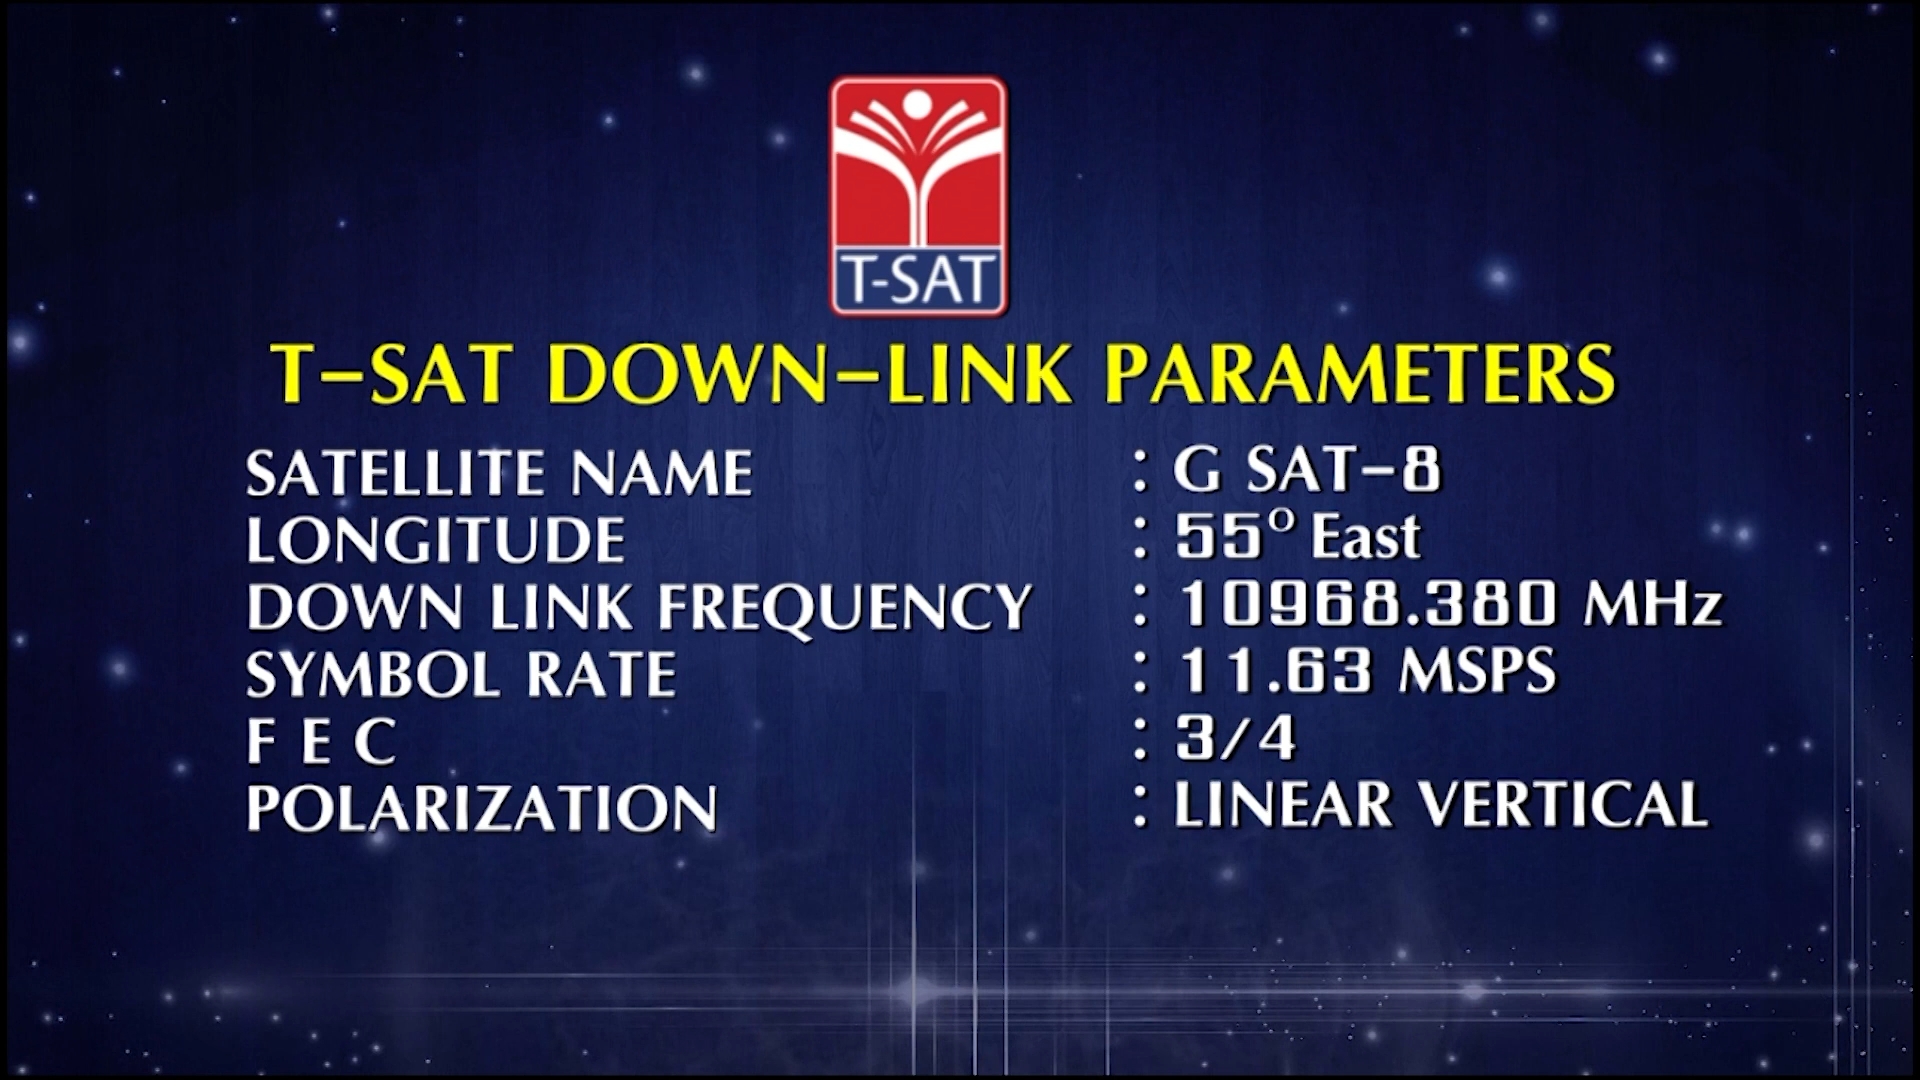 T-SAT
T-SAT DOWN-LINK PARAMETERS
SATELLITE NAME : G SAT-8
LONGITUDE : 55° East
DOWN LINK FREQUENCY : 10968.380 MHz
SYMBOL RATE : 11.63 MSPS
F E C : 3/4
POLARIZATION : LINEAR VERTICAL